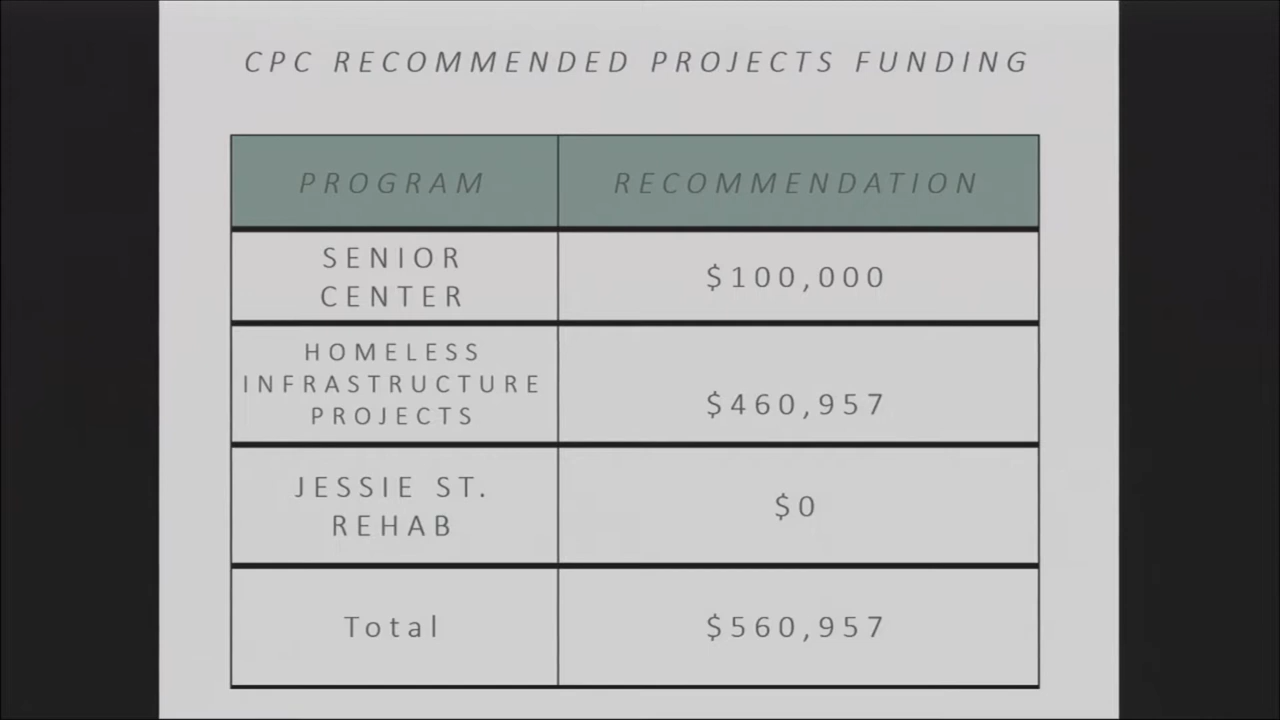 CPC RECOMMENDED PROJECTS FUNDING
PROGRAM
RECOMMENDATION
SENIOR
CENTER
$100,000
HOMELESS
INFRASTRUCTURE
PROJECTS
$460,957
JESSIE ST.
REHAB
$0
Total
$560,957